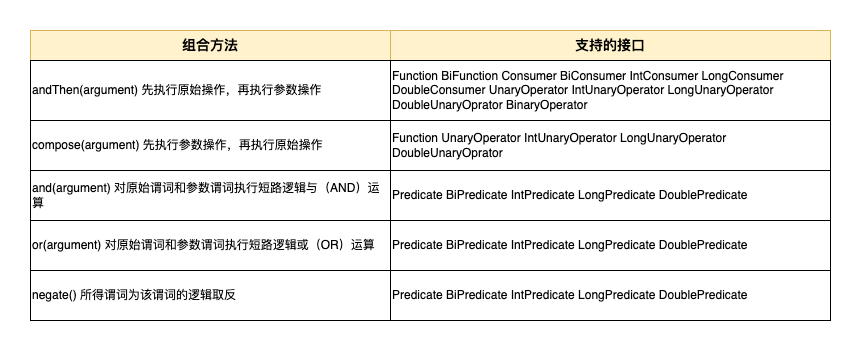 组合方法
支持的接口
andThen(argument) 先执行原始操作，再执行参数操作
Function BiFunction Consumer BiConsumer IntConsumer LongConsumer
DoubleConsumer UnaryOperator IntUnaryOperator LongUnaryOperator
DoubleUnaryOprator BinaryOperator
compose(argument) 先执行参数操作，再执行原始操作
Function UnaryOperator IntUnaryOperator LongUnaryOperator
DoubleUnaryOprator
and(argument) 对原始谓词和参数谓词执行短路逻辑与（AND）运
算
Predicate BiPredicate IntPredicate LongPredicate DoublePredicate
or(argument) 对原始谓词和参数谓词执行短路逻辑或（OR）运算
Predicate BiPredicate IntPredicate LongPredicate DoublePredicate
negate() 所得谓词为该谓词的逻辑取反
Predicate BiPredicate IntPredicate LongPredicate DoublePredicate